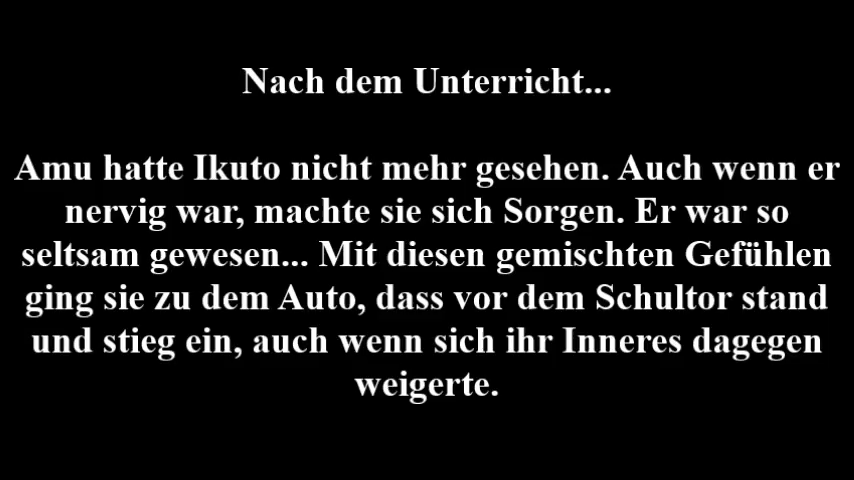 Nach dem Unterricht...
Amu hatte Ikuto nicht mehr gesehen. Auch wenn er
nervig war, machte sie sich Sorgen. Er war so
seltsam gewesen... Mit diesen gemischten Gefühlen
ging sie zu dem Auto, dass vor dem Schultor stand
und stieg ein, auch wenn sich ihr Inneres dagegen
weigerte.